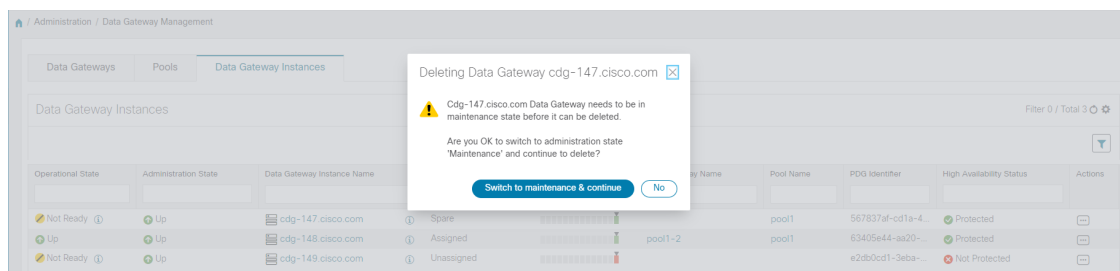 / Administration / Data Gateway Management
Data Gateways Pools Data Gateway Instances
Deleting Data Gateway cdg-147.cisco.com
Cdg-147.cisco.com Data Gateway needs to be in
maintenance state before it can be deleted.
Are you OK to switch to administration state
'Maintenance' and continue to delete?
Switch to maintenance & continue No
Data Gateway Instances Filter 0 / Total 3
Operational State Administration State Data Gateway Instance Name ay Name Pool Name PDG Identifier High Availability Status Actions
Not Ready Up cdg-147.cisco.com Spare pool1 567837af-cd1a-4... Protected
Up Up cdg-148.cisco.com Assigned pool1-2 pool1 63405e44-aa20-... Protected
Not Ready Up cdg-149.cisco.com Unassigned e2db0cd1-3eba-... Not Protected